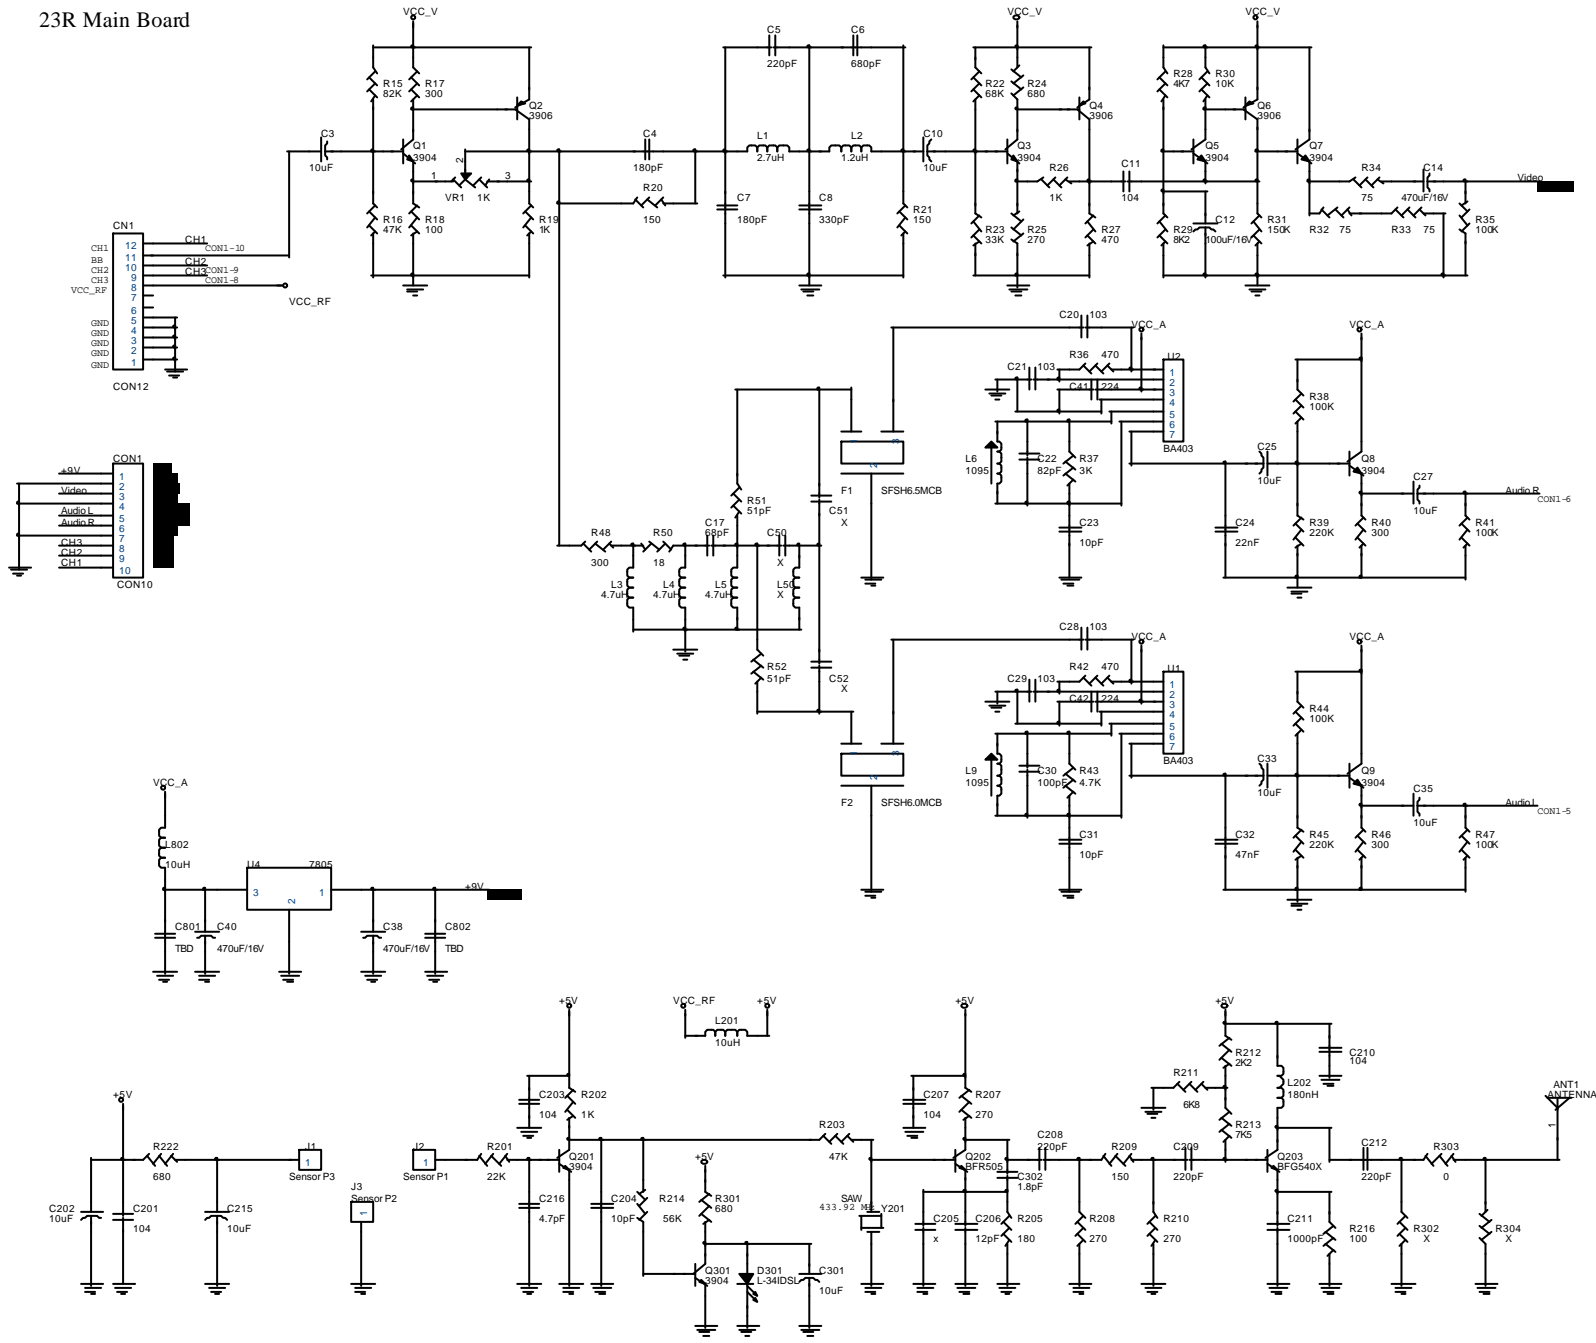 23R Main Board
VCC_V
VCC_V
VCC_V
R15
82K
R17
300
Q2
3906
C3
10uF
Q1
3904
2
1
3
VR1
1K
R16
47K
R18
100
R19
1K
C4
180pF
R20
150
C5
220pF
C6
680pF
L1
2.7uH
L2
1.2uH
C7
180pF
C8
330pF
R21
150
C10
10uF
R22
68K
R24
680
Q4
3906
Q3
3904
R26
1K
R23
33K
R25
270
R27
470
C11
104
R28
4K7
R30
10K
Q6
3906
Q5
3904
Q7
3904
R34
75
C14
470uF/16V
Video
R29
8K2
C12
100uF/16V
R31
150K
R32
75
R33
75
R35
100K
CN1
CH1
BB
CH2
CH3
VCC_RF
GND
GND
GND
GND
GND
12
11
10
9
8
7
6
5
4
3
2
1
CH1
CON1-10
CH2
CH3
CON1-9
CON1-8
VCC_RF
CON12
CON1
+9V
Video
Audio L
Audio R
CH3
CH2
CH1
1
2
3
4
5
6
7
8
9
10
CON10
R48
300
R50
18
C17
68pF
C50
X
L3
4.7uH
L4
4.7uH
L5
4.7uH
L50
X
R51
51pF
C51
X
R52
51pF
C52
X
1
3
2
F1
SFSH6.5MCB
1
3
2
F2
SFSH6.0MCB
C20
103
VCC_A
R36
470
C21
103
C41
224
U2
1
2
3
4
5
6
7
BA403
L6
1095
C22
82pF
R37
3K
C23
10pF
VCC_A
R38
100K
C25
10uF
Q8
3904
C27
10uF
Audio R
CON1-6
C24
22nF
R39
220K
R40
300
R41
100K
C28
103
VCC_A
R42
470
C29
103
C42
224
U1
1
2
3
4
5
6
7
BA403
L9
1095
C30
100pF
R43
4.7K
C31
10pF
VCC_A
R44
100K
C33
10uF
Q9
3904
C35
10uF
Audio L
CON1-5
C32
47nF
R45
220K
R46
300
R47
100K
VCC_A
L802
10uH
U4
7805
3
1
2
+9V
C801
TBD
C40
470uF/16V
C38
470uF/16V
C802
TBD
VCC_RF
+5V
L201
10uH
+5V
R222
680
J1
1
Sensor P3
C202
10uF
C201
104
C215
10uF
J3
Sensor P2
1
J2
1
Sensor P1
R201
22K
+5V
C203
104
R202
1K
Q201
3904
C216
4.7pF
C204
10pF
R214
56K
+5V
R301
680
Q301
3904
D301
L-34IDSL
C301
10uF
R203
47K
SAW
433.92 MHz
Y201
+5V
C207
104
R207
270
Q202
BFR505
C302
1.8pF
C205
x
C206
12pF
R205
180
C208
220pF
R209
150
R208
270
R210
270
C209
220pF
+5V
R212
2K2
R211
6K8
R213
7K5
L202
180nH
C210
104
Q203
BFG540X
C211
1000pF
R216
100
C212
220pF
R303
0
R302
X
R304
X
ANT1
ANTENNA
1